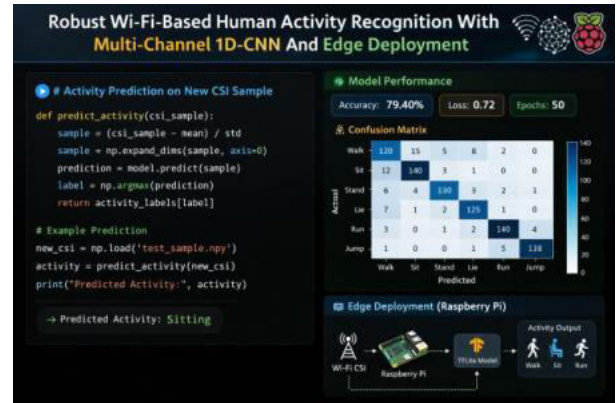 Robust Wi-Fi-Based Human Activity Recognition With
Multi-Channel 1D-CNN And Edge Deployment
# Activity Prediction on New CSI Sample
def predict_activity(csi_sample):
sample = (csi_sample - mean) / std
sample = np.expand_dims(sample, axis=0)
prediction = model.predict(sample)
label = np.argmax(prediction)
return activity_labels[label]
# Example Prediction
new_csi = np.load('test_sample.npy')
activity = predict_activity(new_csi)
print("Predicted Activity:", activity)
→ Predicted Activity: Sitting
Model Performance
Accuracy: 79.40%
Loss: 0.72
Epochs: 50
Confusion Matrix
Actual
Walk 120 15 5 8 2 0
Sit 12 140 3 1 0 0
Stand 6 4 130 3 2 1
Lie 7 1 2 125 1 0
Run 3 0 1 2 140 4
Jump 1 0 0 1 5 138
Walk Sit Stand Lie Run Jump
Predicted
140
120
100
80
60
40
20
0
Edge Deployment (Raspberry Pi)
Wi-Fi CSI
Raspberry Pi
TFLite Model
Activity Output
Walk Sit Run